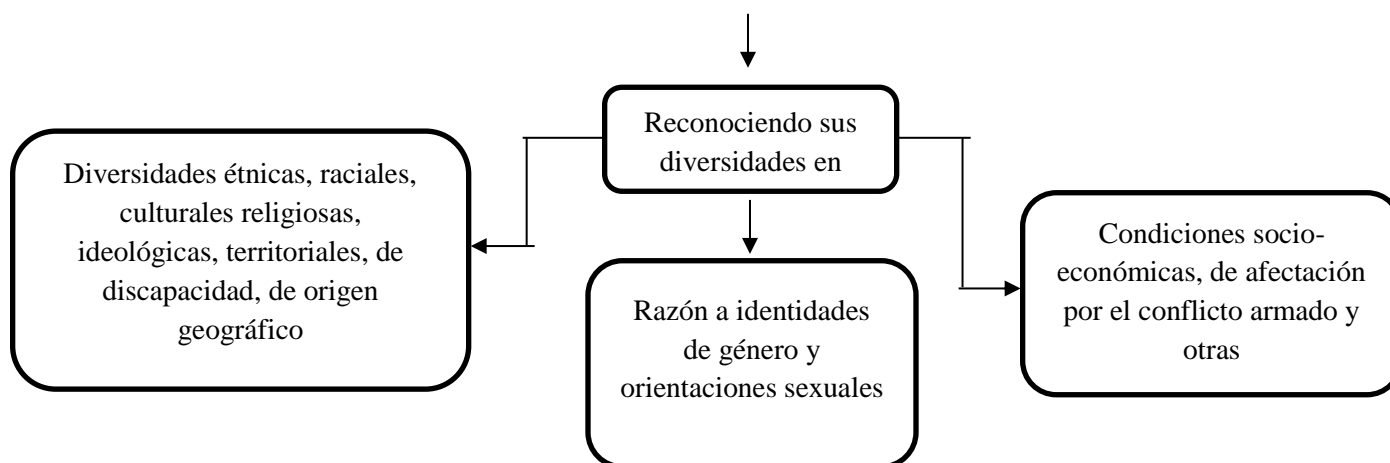 Reconociendo sus
diversidades en
Diversidades étnicas, raciales,
culturales religiosas,
ideológicas, territoriales, de
discapacidad, de origen
geográfico
Razón a identidades
de género y
orientaciones sexuales
Condiciones socio-
económicas, de afectación
por el conflicto armado y
otras